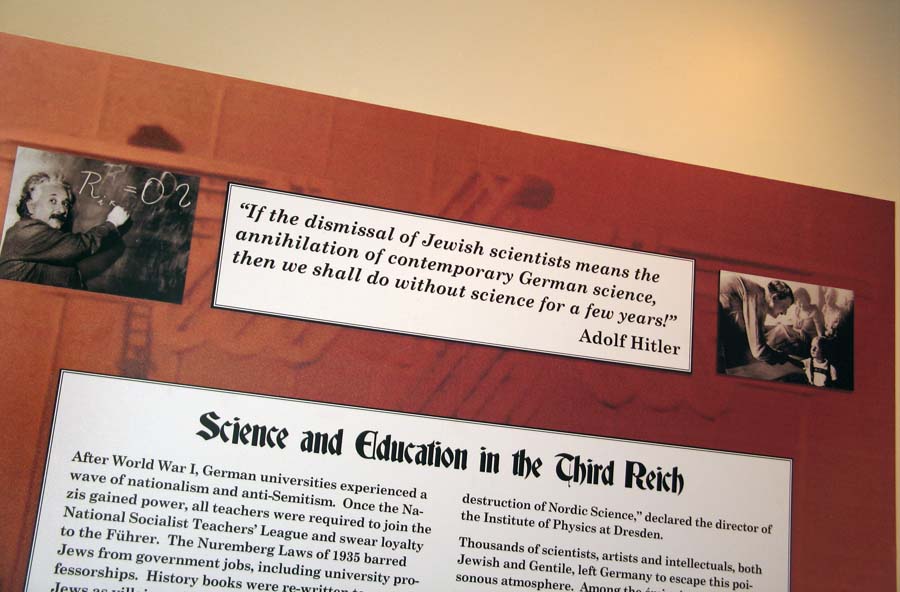 R i k = 0 ?
“If the dismissal of Jewish scientists means the
annihilation of contemporary German science,
then we shall do without science for a few years!”
Adolf Hitler
Science and Education in the Third Reich
After World War I, German universities experienced a
wave of nationalism and anti-Semitism. Once the Na-
zis gained power, all teachers were required to join the
National Socialist Teachers’ League and swear loyalty
to the Führer. The Nuremberg Laws of 1935 barred
Jews from government jobs, including university pro-
fessorships. History books were re-written to
Jews as
destruction of Nordic Science,” declared the director of
the Institute of Physics at Dresden.
Thousands of scientists, artists and intellectuals, both
Jewish and Gentile, left Germany to escape this poi-
sonous atmosphere. Among the